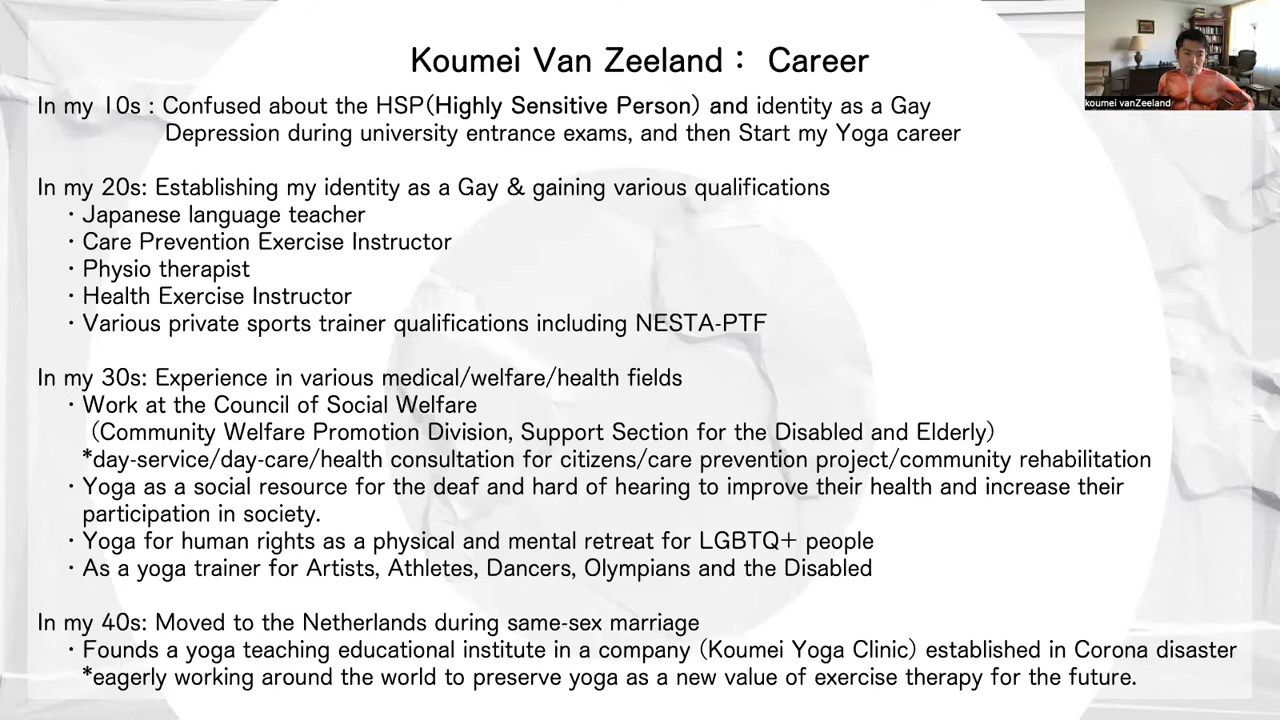 Koumei Van Zeeland： Career
koumei vanZeeland
In my 10s : Confused about the HSP(Highly Sensitive Person) and identity as a Gay
Depression during university entrance exams, and then Start my Yoga career
In my 20s: Establishing my identity as a Gay & gaining various qualifications
・Japanese language teacher
・Care Prevention Exercise Instructor
・Physio therapist
・Health Exercise Instructor
・Various private sports trainer qualifications including NESTA-PTF
In my 30s: Experience in various medical/welfare/health fields
・Work at the Council of Social Welfare
（Community Welfare Promotion Division, Support Section for the Disabled and Elderly）
*day-service/day-care/health consultation for citizens/care prevention project/community rehabilitation
・Yoga as a social resource for the deaf and hard of hearing to improve their health and increase their
participation in society.
・Yoga for human rights as a physical and mental retreat for LGBTQ+ people
・As a yoga trainer for Artists, Athletes, Dancers, Olympians and the Disabled
In my 40s: Moved to the Netherlands during same-sex marriage
・Founds a yoga teaching educational institute in a company（Koumei Yoga Clinic）established in Corona disaster
*eagerly working around the world to preserve yoga as a new value of exercise therapy for the future.